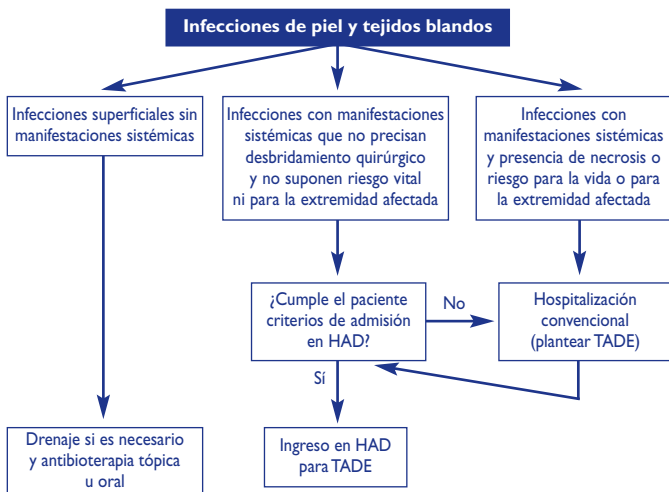 Infecciones de piel y tejidos blandos
Infecciones superficiales sin
manifestaciones sistémicas
Infecciones con manifestaciones
sistémicas que no precisan
desbridamiento quirúrgico
y no suponen riesgo vital
ni para la extremidad afectada
Infecciones con
manifestaciones sistémicas
y presencia de necrosis o
riesgo para la vida o para
la extremidad afectada
¿Cumple el paciente
criterios de admisión
en HAD?
No
Hospitalización
convencional
(plantear TADE)
Sí
Drenaje si es necesario
y antibioterapia tópica
u oral
Ingreso en HAD
para TADE